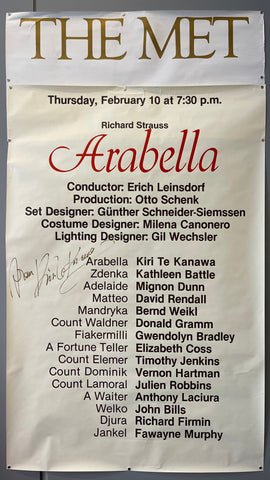 THE MET
Thursday, February 10 at 7:30 p.m.
Richard Strauss
Arabella
Conductor: Erich Leinsdorf
Production: Otto Schenk
Set Designer: Günther Schneider-Siemssen
Costume Designer: Milena Canonero
Lighting Designer: Gil Wechsler
Arabella Kiri Te Kanawa
Zdenka Kathleen Battle
Adelaide Mignon Dunn
Matteo David Rendall
Mandryka Bernd Weikl
Count Waldner Donald Gramm
Fiakermilli Gwendolyn Bradley
A Fortune Teller Elizabeth Coss
Count Elemer Timothy Jenkins
Count Dominik Vernon Hartman
Count Lamoral Julien Robbins
A Waiter Anthony Laciura
Welko John Bills
Djura Richard Firmin
Jankel Fawayne Murphy